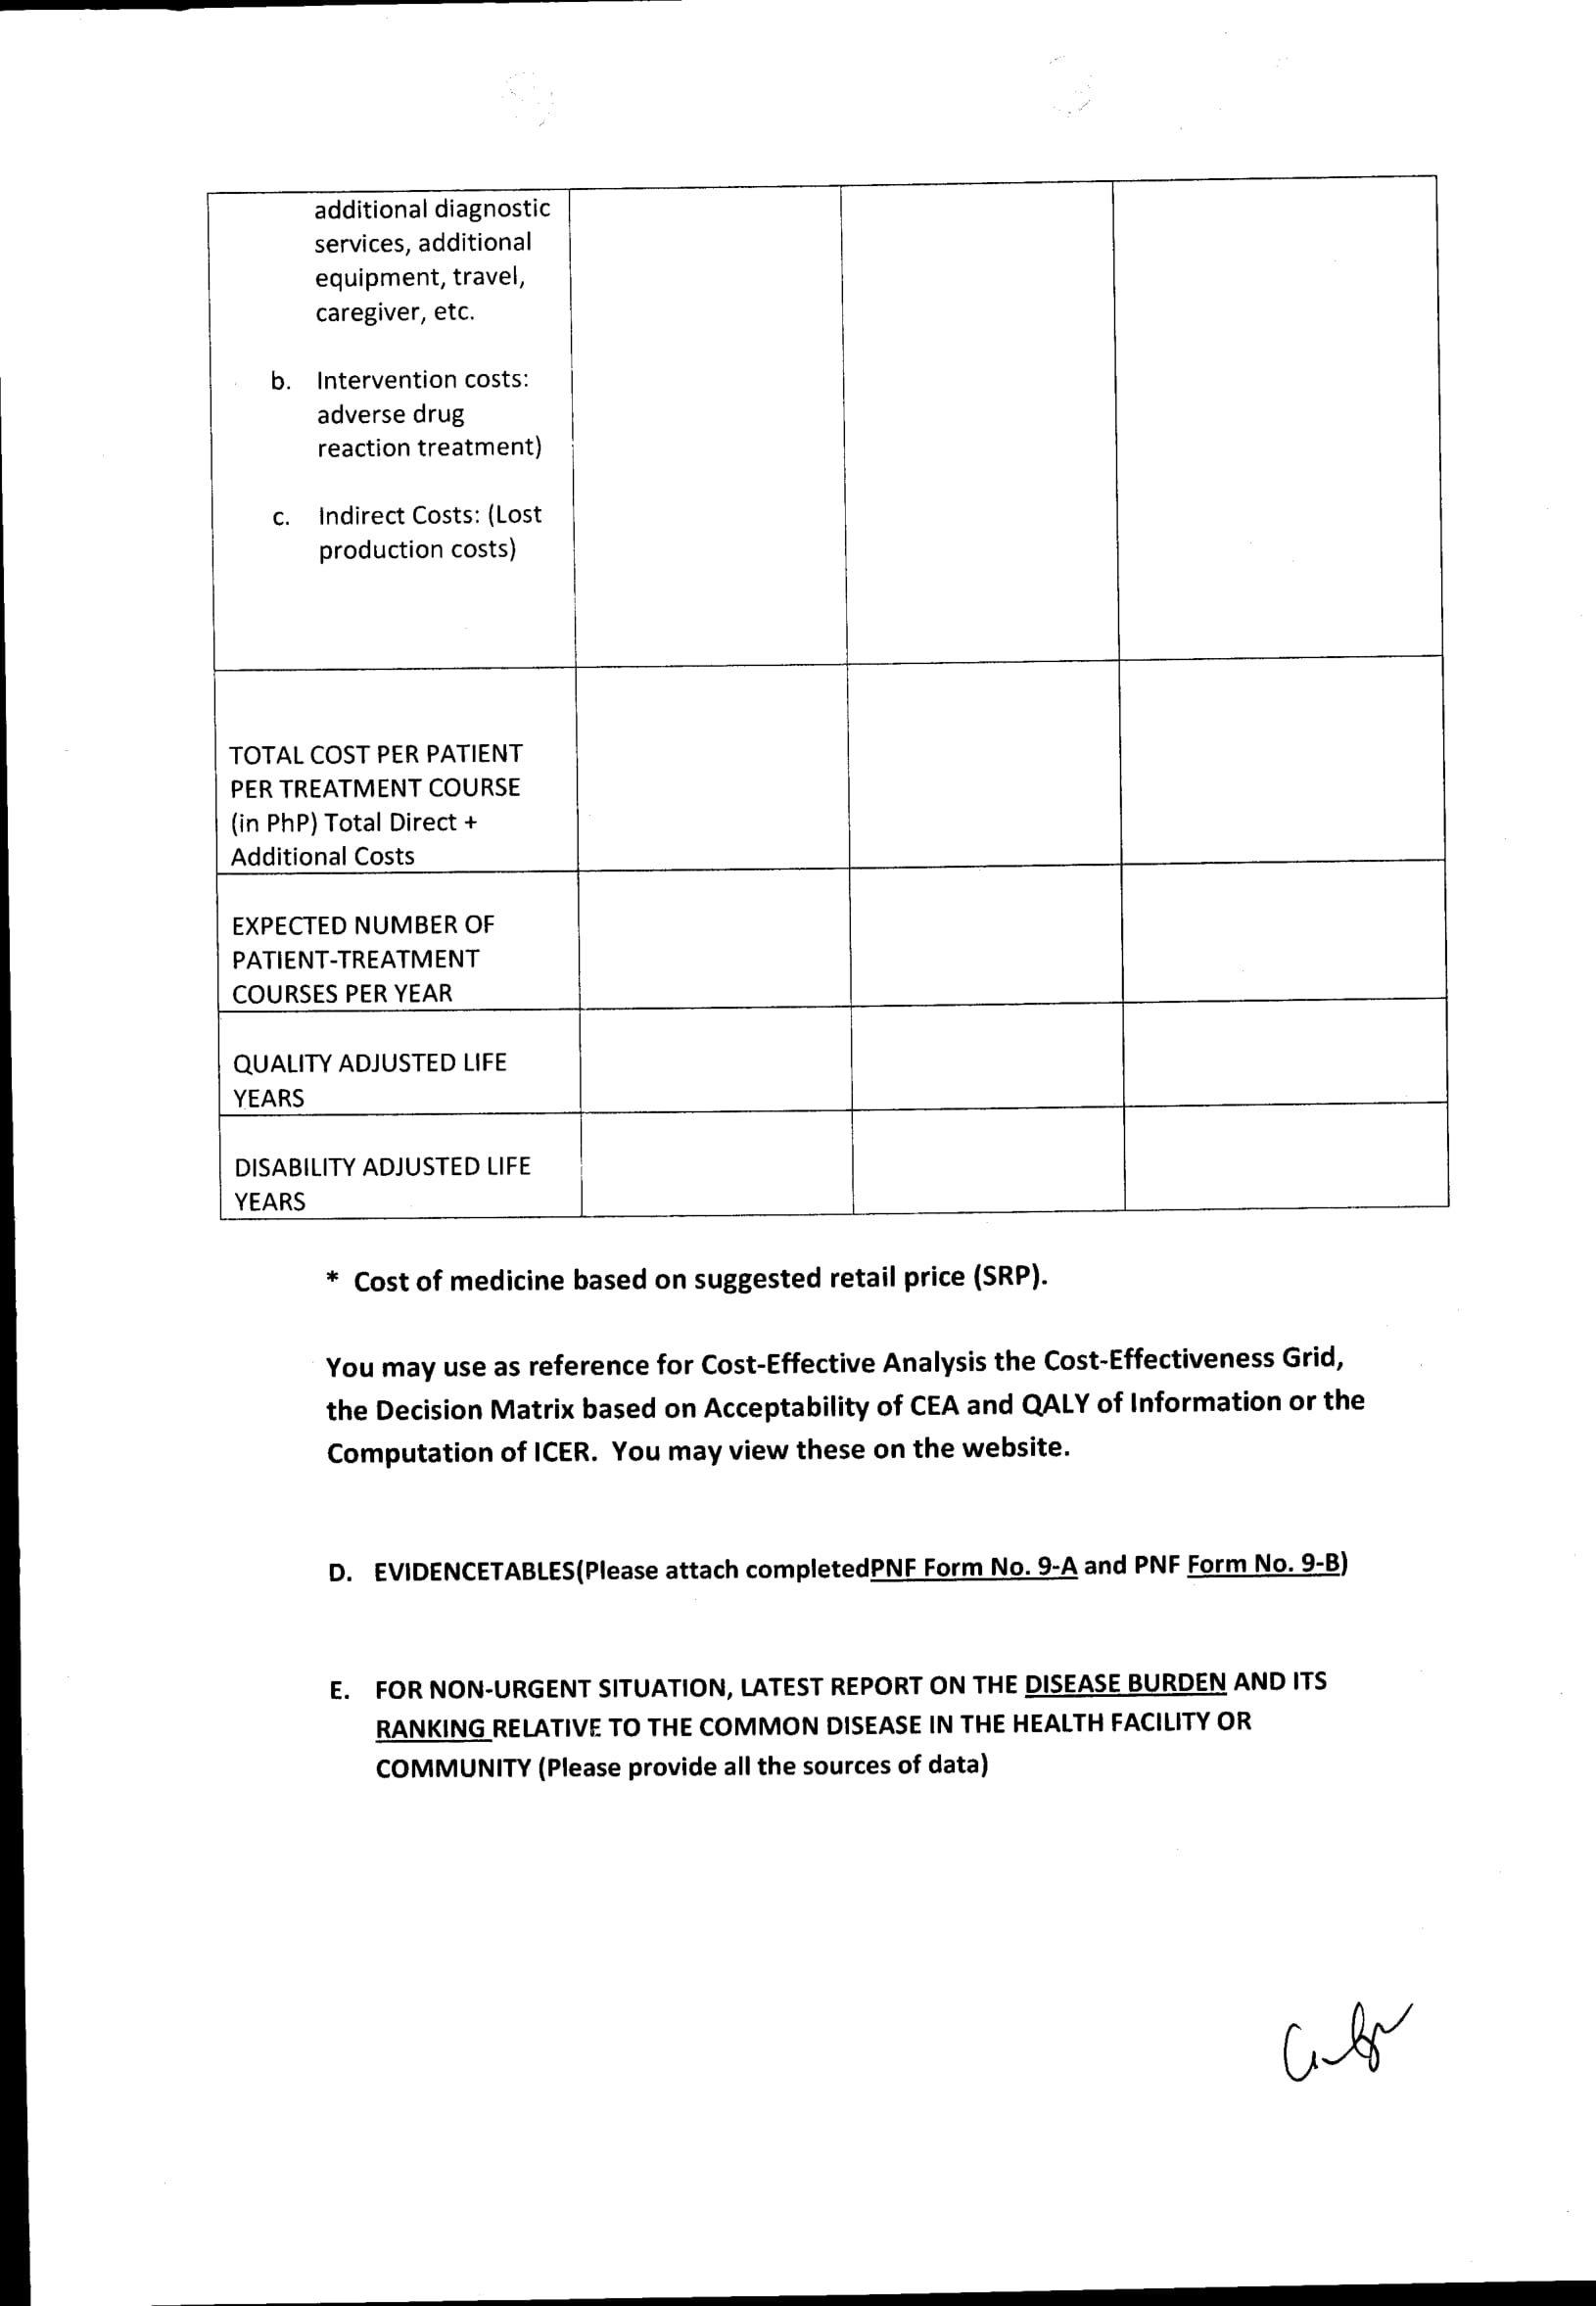 additional diagnostic
services, additional
equipment, travel,
caregiver, etc.
b. Intervention costs:
adverse drug
reaction treatment)
c. Indirect Costs: (Lost
production costs)
TOTAL COST PER PATIENT
PER TREATMENT COURSE
(in PhP) Total Direct +
Additional Costs
EXPECTED NUMBER OF
PATIENT-TREATMENT
COURSES PER YEAR
QUALITY ADJUSTED LIFE
YEARS
DISABILITY ADJUSTED LIFE
YEARS
* Cost of medicine based on suggested retail price (SRP).
You may use as reference for Cost-Effective Analysis the Cost-Effectiveness Grid,
the Decision Matrix based on Acceptability of CEA and QALY of Information or the
Computation of ICER. You may view these on the website.
D. EVIDENCETABLES(Please attach completedPNF Form No. 9-A and PNF Form No. 9-B)
E. FOR NON-URGENT SITUATION, LATEST REPORT ON THE DISEASE BURDEN AND ITS
RANKING RELATIVE TO THE COMMON DISEASE IN THE HEALTH FACILITY OR
COMMUNITY (Please provide all the sources of data)